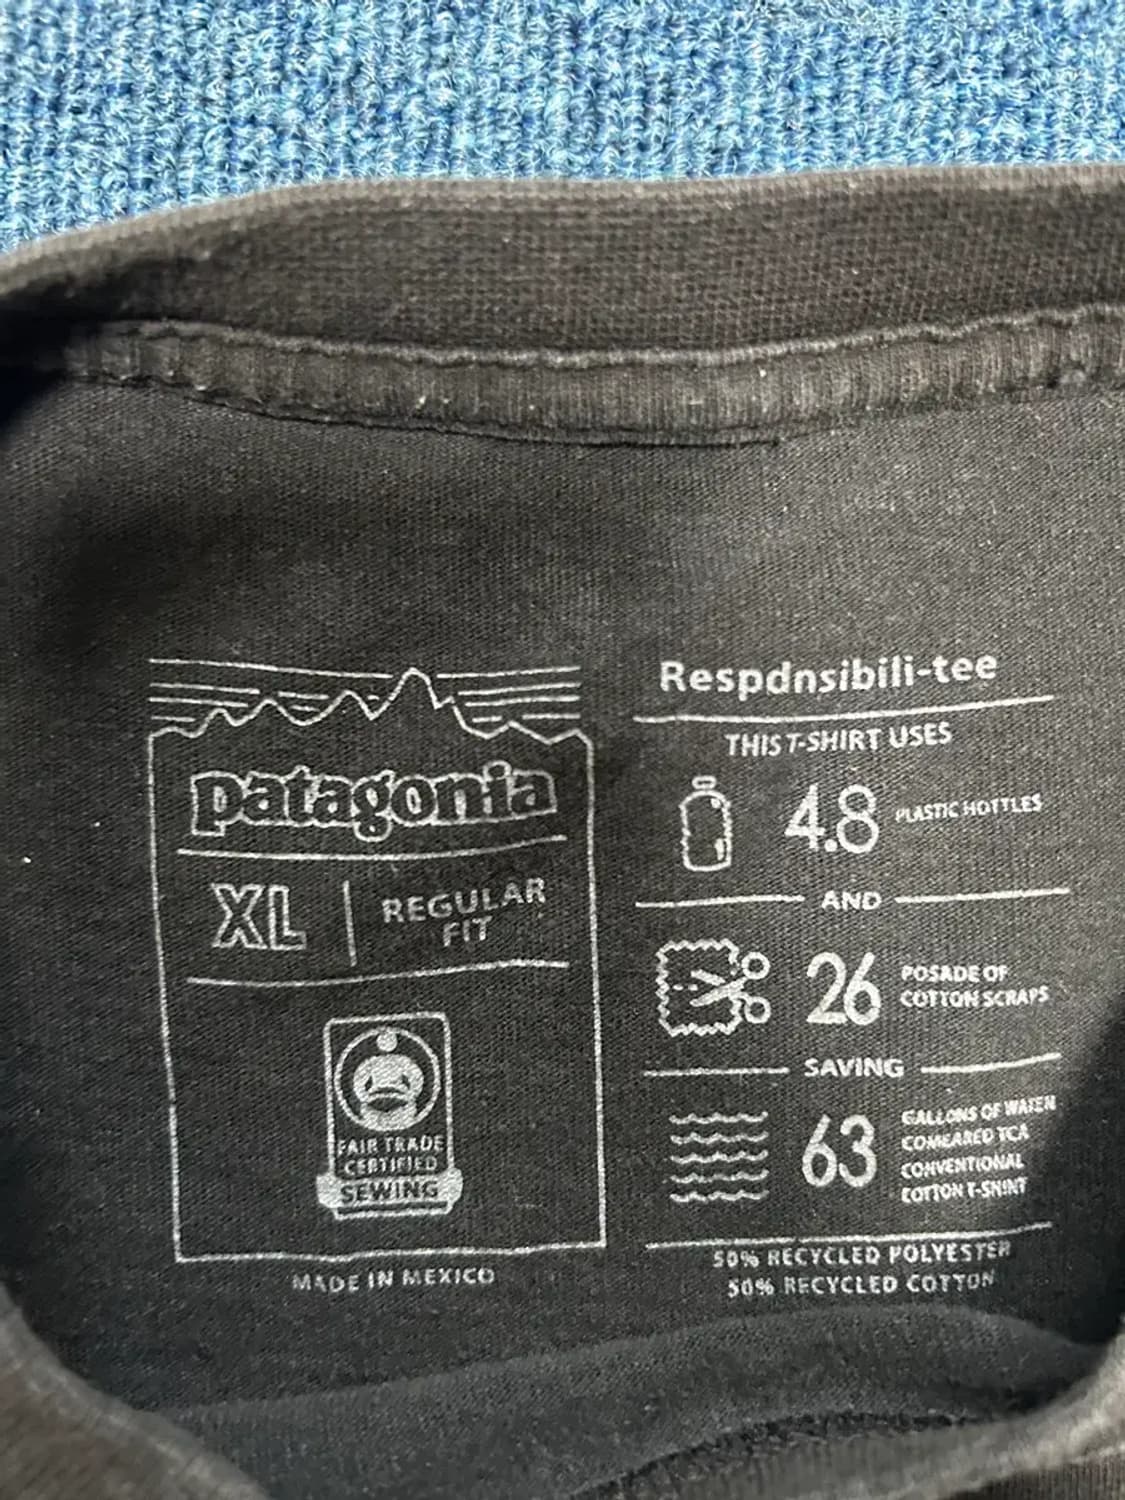 patagonia
XL
REGULAR
FIT
FAIR TRADE
CERTIFIED
SEWING
MADE IN MEXICO
Respdnsibili-tee
THIS T-SHIRT USES
4.8 PLASTIC HOTTLES
AND
26 POSADE OF
COTTON SCRAPS
SAVING
63 GALLONS OF WATEN
COMEARED TCA
CONVENTIONAL
COTTON T-SHINT
50% RECYCLED POLYESTER
50% RECYCLED COTTON